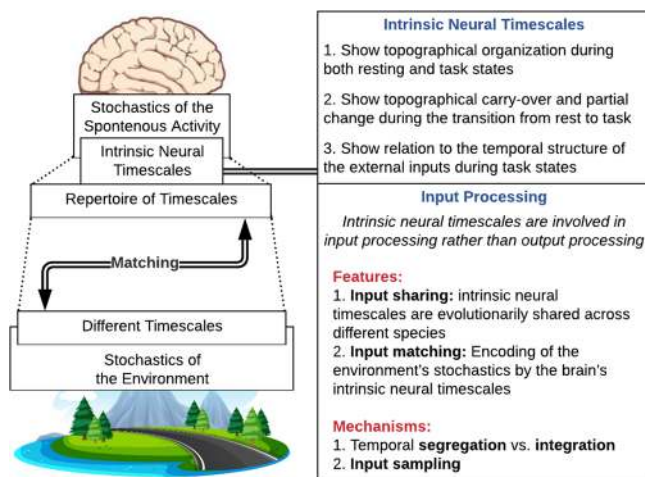 Stochastics of the
Spontenous Activity
Intrinsic Neural
Timescales
Repertoire of Timescales
Matching
Different Timescales
Stochastics of
the Environment
Intrinsic Neural Timescales
1. Show topographical organization during
both resting and task states
2. Show topographical carry-over and partial
change during the transition from rest to task
3. Show relation to the temporal structure of
the external inputs during task states
Input Processing
Intrinsic neural timescales are involved in
input processing rather than output processing
Features:
1. Input sharing: intrinsic neural
timescales are evolutionarily shared across
different species
2. Input matching: Encoding of the
environment's stochastics by the brain's
intrinsic neural timescales
Mechanisms:
1. Temporal segregation vs. integration
2. Input sampling